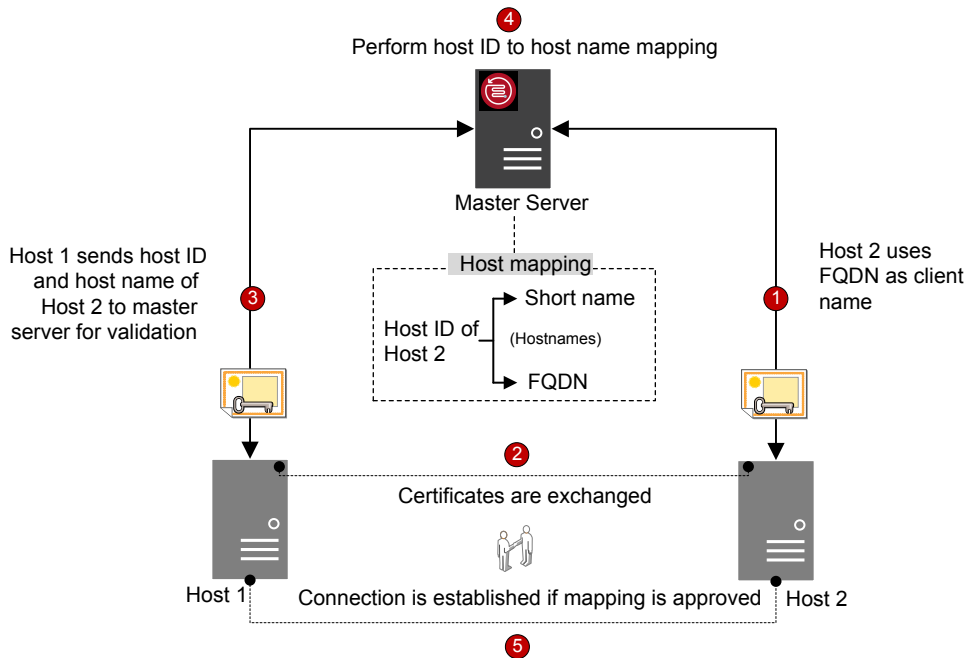 4
Perform host ID to host name mapping
Master Server
Host 1 sends host ID
and host name of
Host 2 to master
server for validation
3
Host mapping
Host ID of
Host 2
Short name
(Hostnames)
FQDN
1
Host 2 uses
FQDN as client
name
2
Certificates are exchanged
Host 1
Connection is established if mapping is approved
Host 2
5